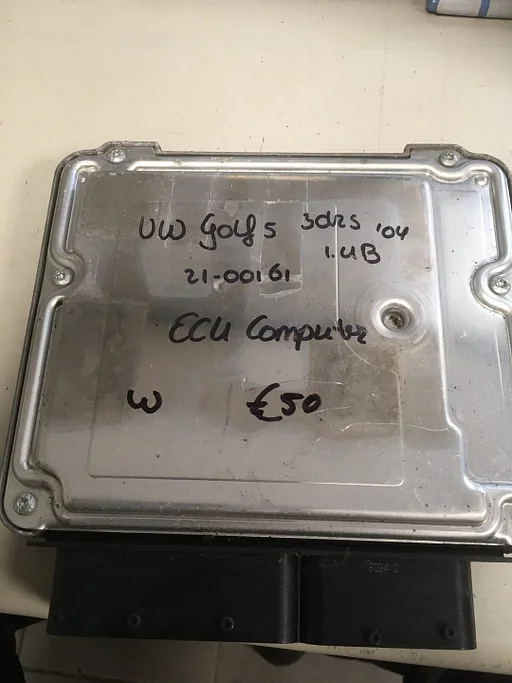 VW Golf 5 3drs '04
1.4B
21-00161
ECU Computer
W €50